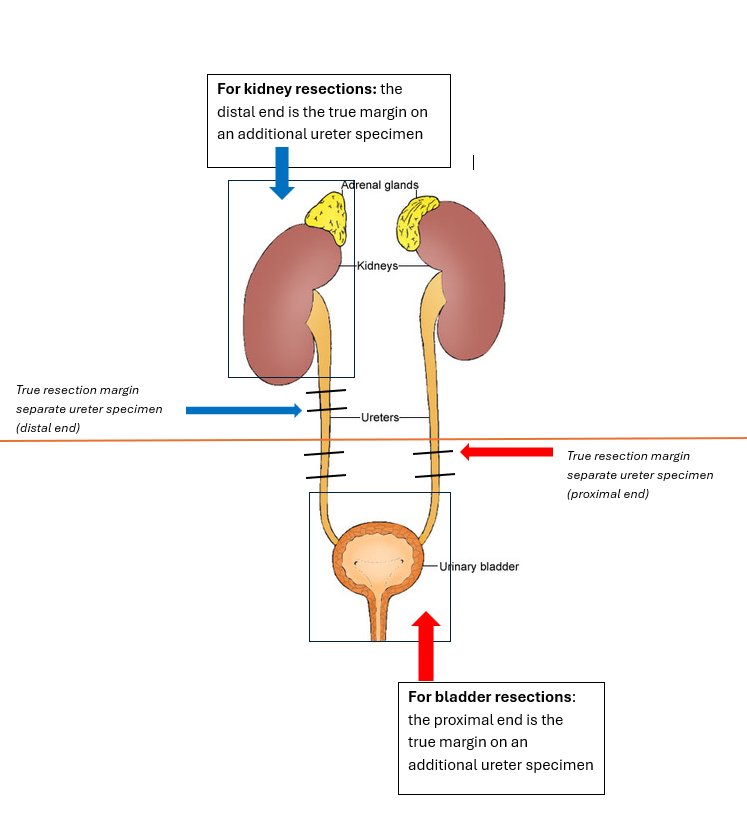 For kidney resections: the
distal end is the true margin on
an additional ureter specimen
Adrenal glands
Kidneys
True resection margin
separate ureter specimen
(distal end)
Ureters
True resection margin
separate ureter specimen
(proximal end)
Urinary bladder
For bladder resections:
the proximal end is the
true margin on an
additional ureter specimen